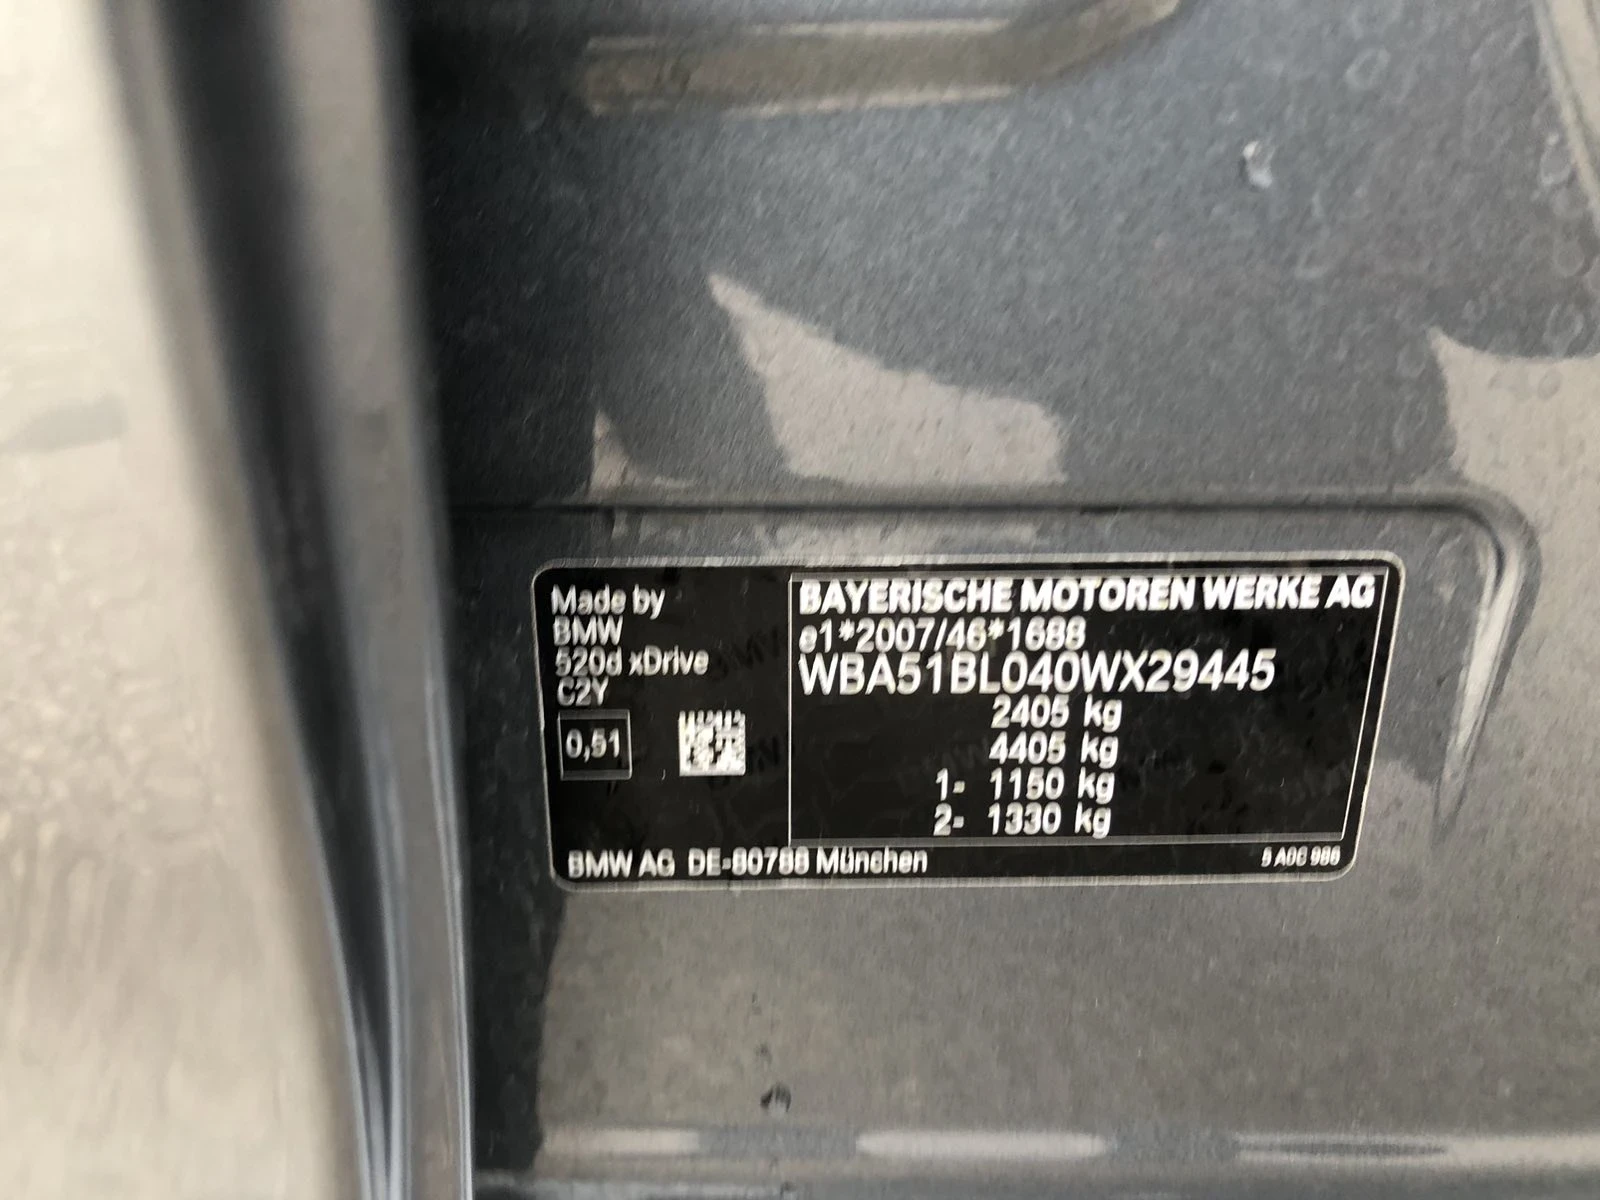 Made by
BMW
520d xDrive
C2Y
0,51
BAYERISCHE MOTOREN WERKE AG
e1*2007/46*1688
WBA51BL040WX29445
2405 kg
4405 kg
1- 1150 kg
2- 1330 kg
BMW AG DE-80788 München